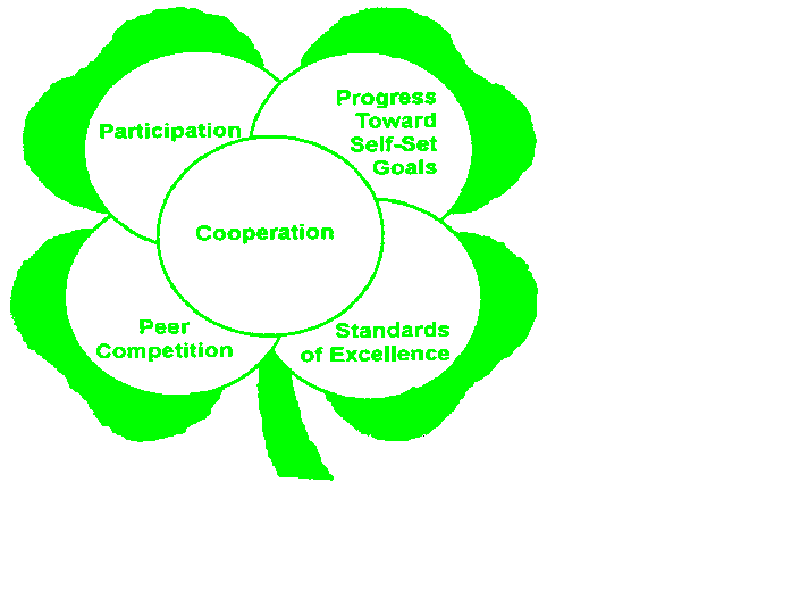 Participation
Progress
Toward
Self-Set
Goals
Cooperation
Peer
Competition
Standards
of Excellence